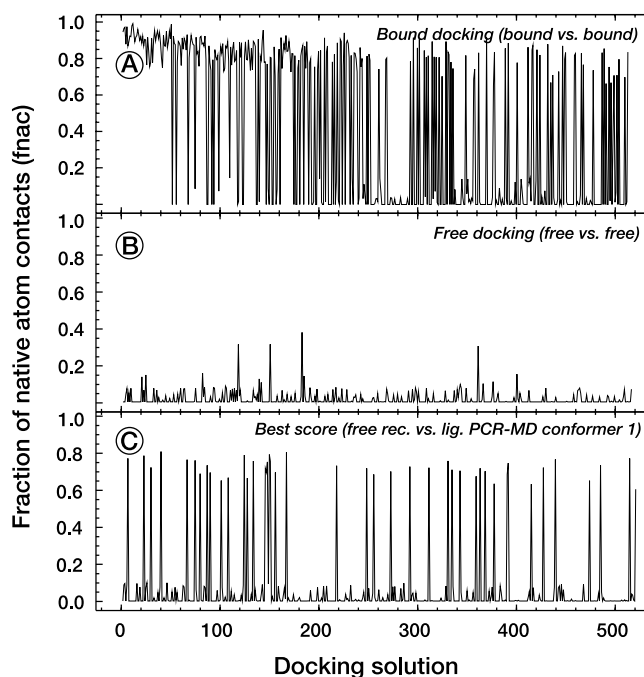 Fraction of native atom contacts (fnac)
1.0
0.8
0.6
0.4
0.2
A
Bound docking (bound vs. bound)
1.0
0.8
0.6
0.4
0.2
B
Free docking (free vs. free)
1.0
0.8
0.6
0.4
0.2
0.0
C
Best score (free rec. vs. lig. PCR-MD conformer 1)
0 100 200 300 400 500
Docking solution